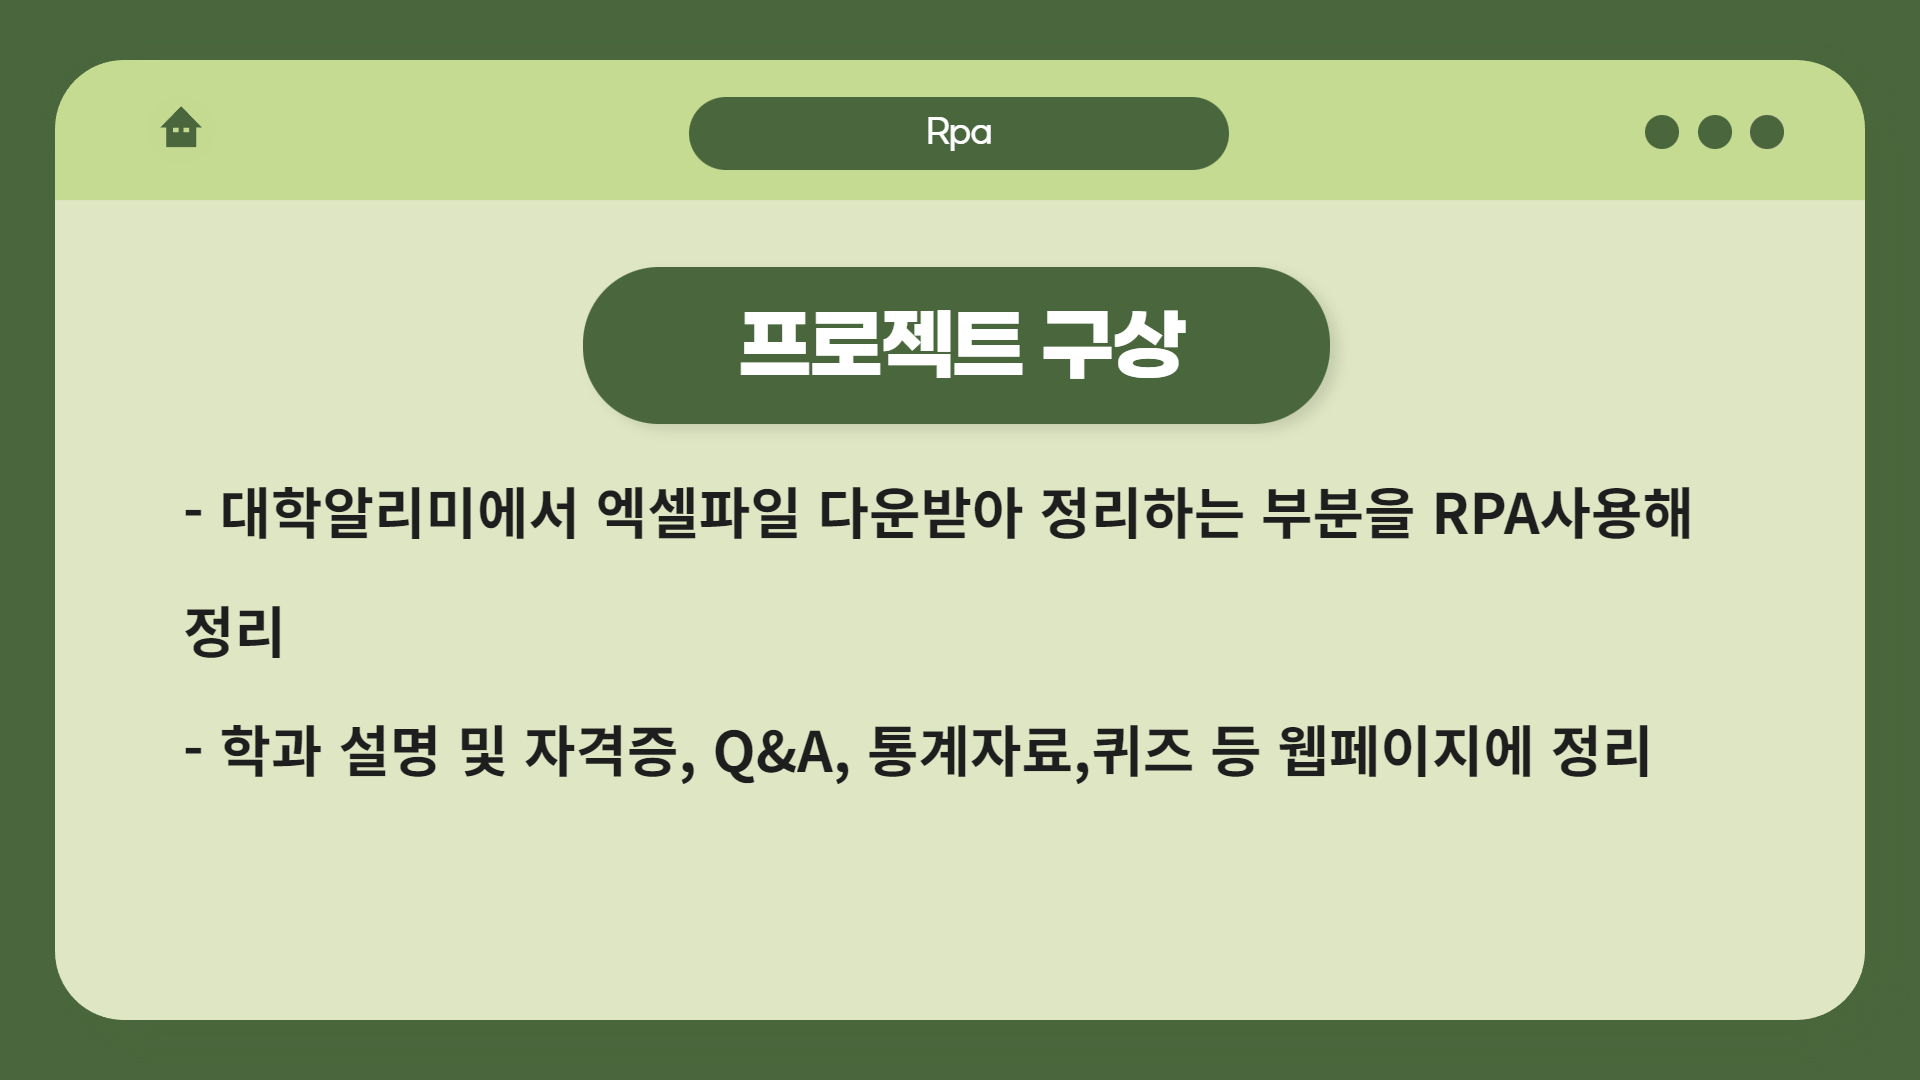 Rpa
프로젝트 구상
- 대학알리미에서 엑셀파일 다운받아 정리하는 부분을 RPA사용해
정리
- 학과 설명 및 자격증, Q&A, 통계자료,퀴즈 등 웹페이지에 정리